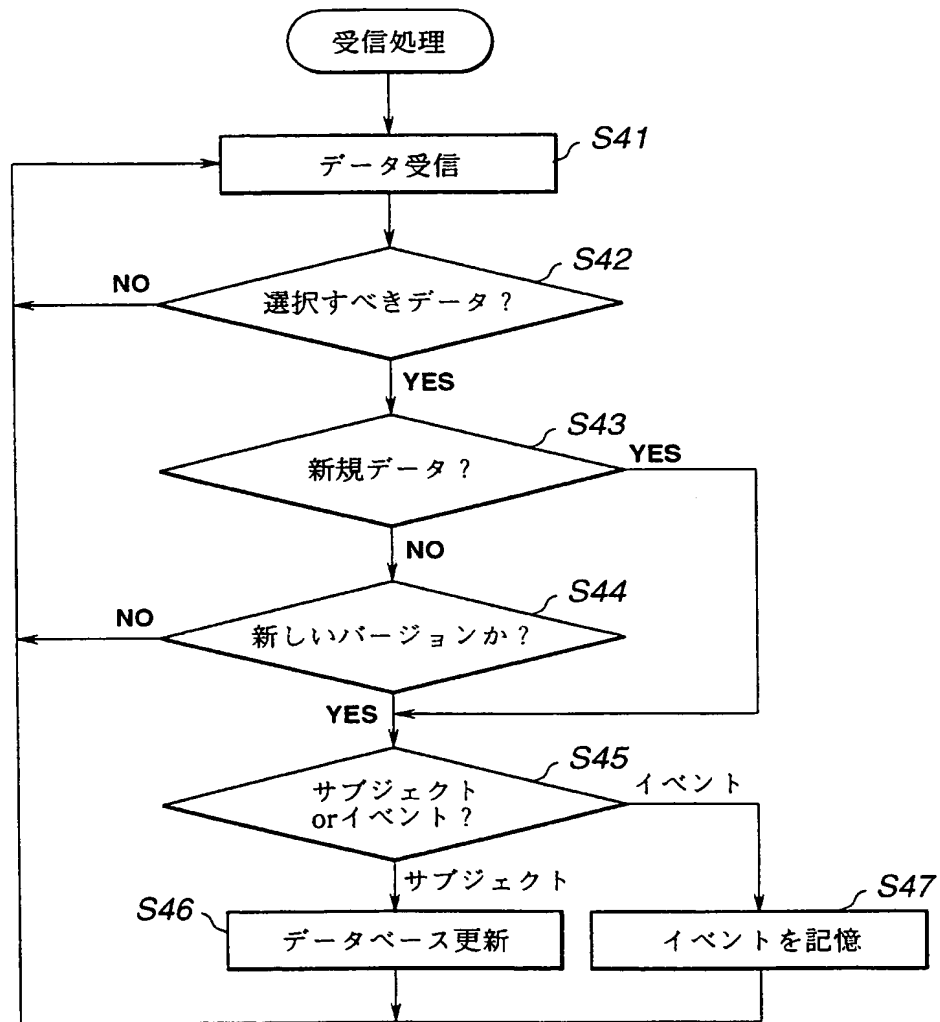 受信処理
データ受信
S41
選択すべきデータ?
S42
NO
YES
新規データ?
S43
YES
NO
新しいバージョンか?
S44
NO
YES
サブジェクト
orイベント?
S45
イベント
サブジェクト
S46
データベース更新
S47
イベントを記憶